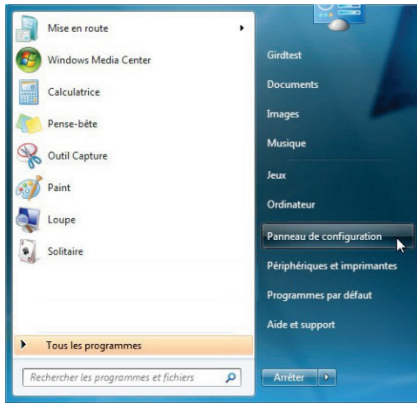 Mise en route
Windows Media Center
Calculatrice
Pense-bête
Outil Capture
Paint
Loupe
Solitaire
Tous les programmes
Rechercher les programmes et fichiers
Girdtest
Documents
Images
Musique
Jeux
Ordinateur
Panneau de configuration
Périphériques et imprimantes
Programmes par défaut
Aide et support
Arrêter